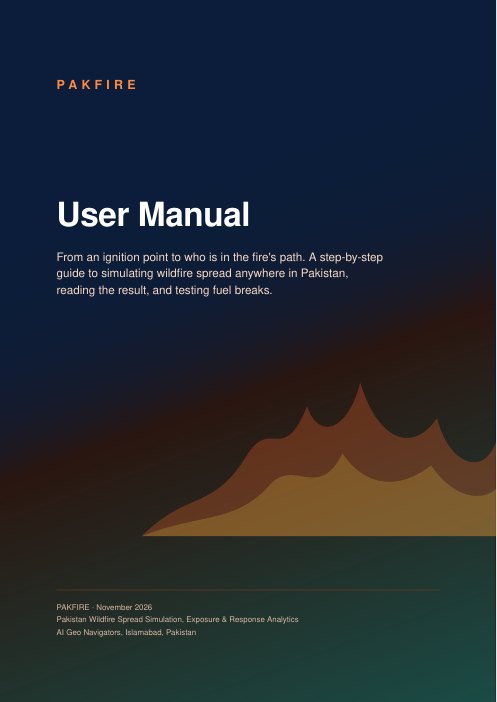 PAKFIRE
User Manual
From an ignition point to who is in the fire's path. A step-by-step
guide to simulating wildfire spread anywhere in Pakistan,
reading the result, and testing fuel breaks.
PAKFIRE · November 2026
Pakistan Wildfire Spread Simulation, Exposure & Response Analytics
AI Geo Navigators, Islamabad, Pakistan